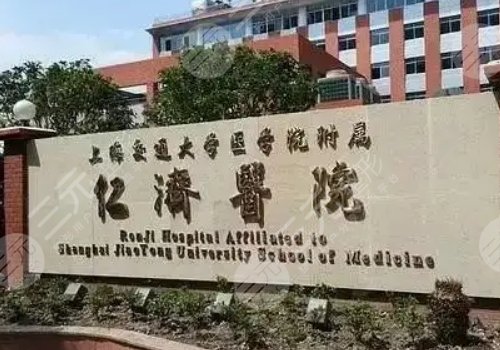 上海交通大学医学院附属
仁濟醫院
RenJi Hospital Affiliated to
Shanghai JiaoTong University School of Medicine